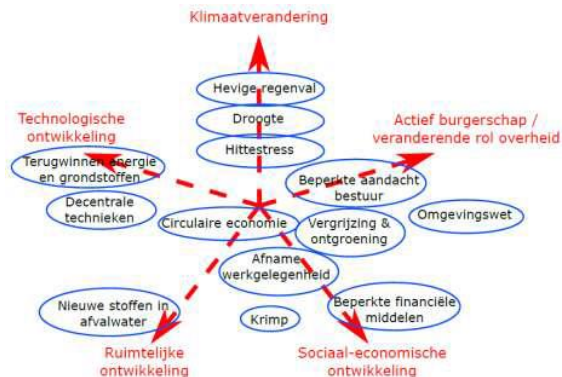 Klimaatverandering
Hevige regenval
Droogte
Hittestress
Technologische
ontwikkeling
Actief burgerschap /
veranderende rol overheid
Terugwinnen energie
en grondstoffen
Beperkte aandacht
bestuur
Decentrale
technieken
Circulaire economie
Vergrijzing &
ontgroening
Omgevingswet
Afname
werkgelegenheid
Nieuwe stoffen in
afvalwater
Krimp
Beperkte financiële
middelen
Ruimtelijke
ontwikkeling
Sociaal-economische
ontwikkeling